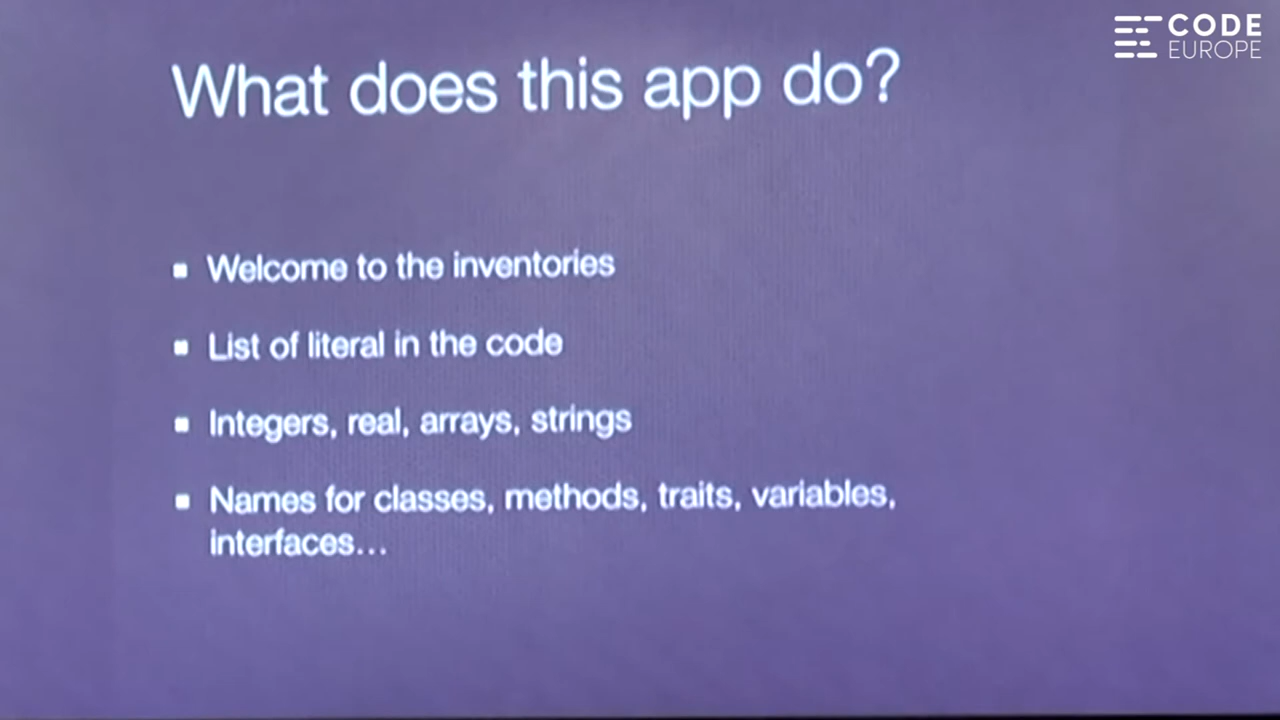 CODE
EUROPE
What does this app do?
▪ Welcome to the inventories
▪ List of literal in the code
▪ Integers, real, arrays, strings
▪ Names for classes, methods, traits, variables,
interfaces...